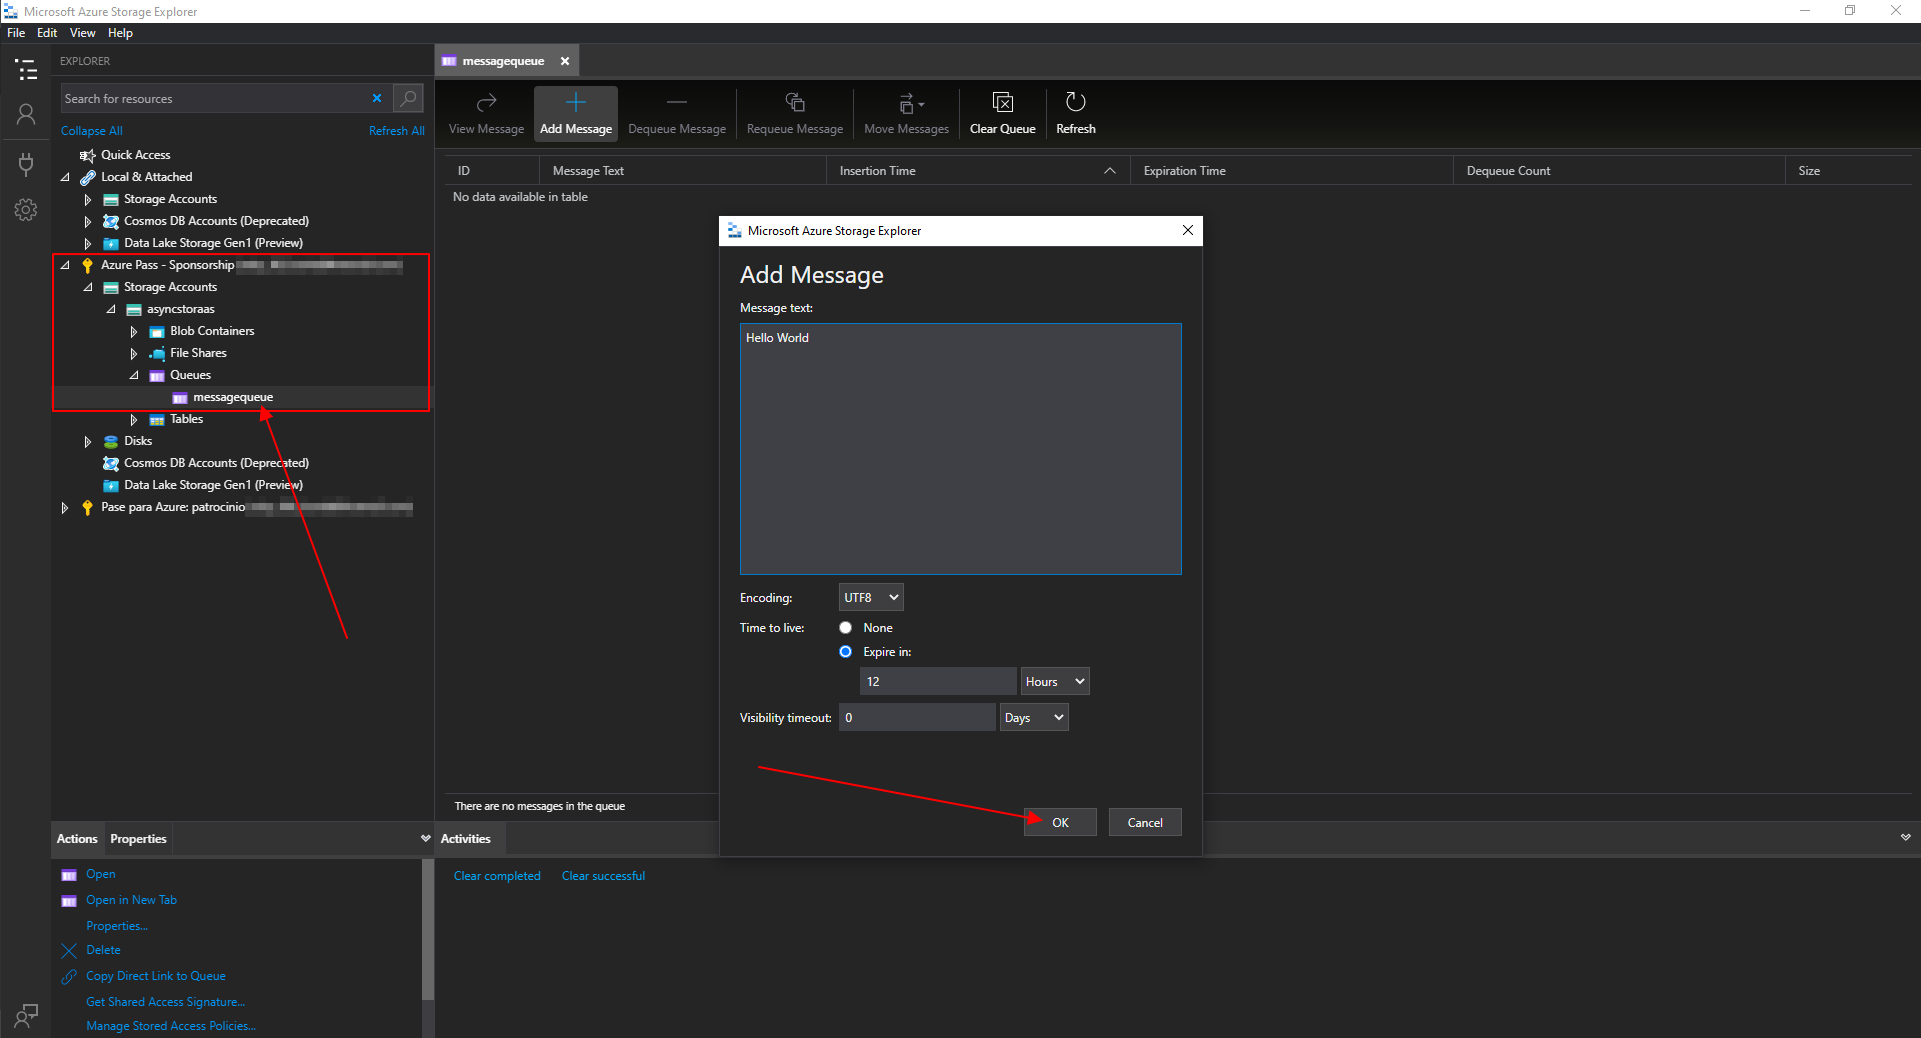 Microsoft Azure Storage Explorer
File Edit View Help
EXPLORER
Search for resources
Collapse All Refresh All
Quick Access
Local & Attached
Storage Accounts
Cosmos DB Accounts (Deprecated)
Data Lake Storage Gen1 (Preview)
Azure Pass - Sponsorship
Storage Accounts
asyncstoraas
Blob Containers
File Shares
Queues
messagequeue
Tables
Disks
Cosmos DB Accounts (Deprecated)
Data Lake Storage Gen1 (Preview)
Pase para Azure: patrocinio
Actions Properties
Open
Open in New Tab
Properties...
Delete
Copy Direct Link to Queue
Get Shared Access Signature...
Manage Stored Access Policies...
messagequeue
View Message Add Message Dequeue Message Requeue Message Move Messages Clear Queue Refresh
ID Message Text Insertion Time Expiration Time Dequeue Count Size
No data available in table
Microsoft Azure Storage Explorer
Add Message
Message text:
Hello World
Encoding: UTF8
Time to live: None
Expire in:
12 Hours
Visibility timeout: 0 Days
OK Cancel
There are no messages in the queue
Activities
Clear completed Clear successful